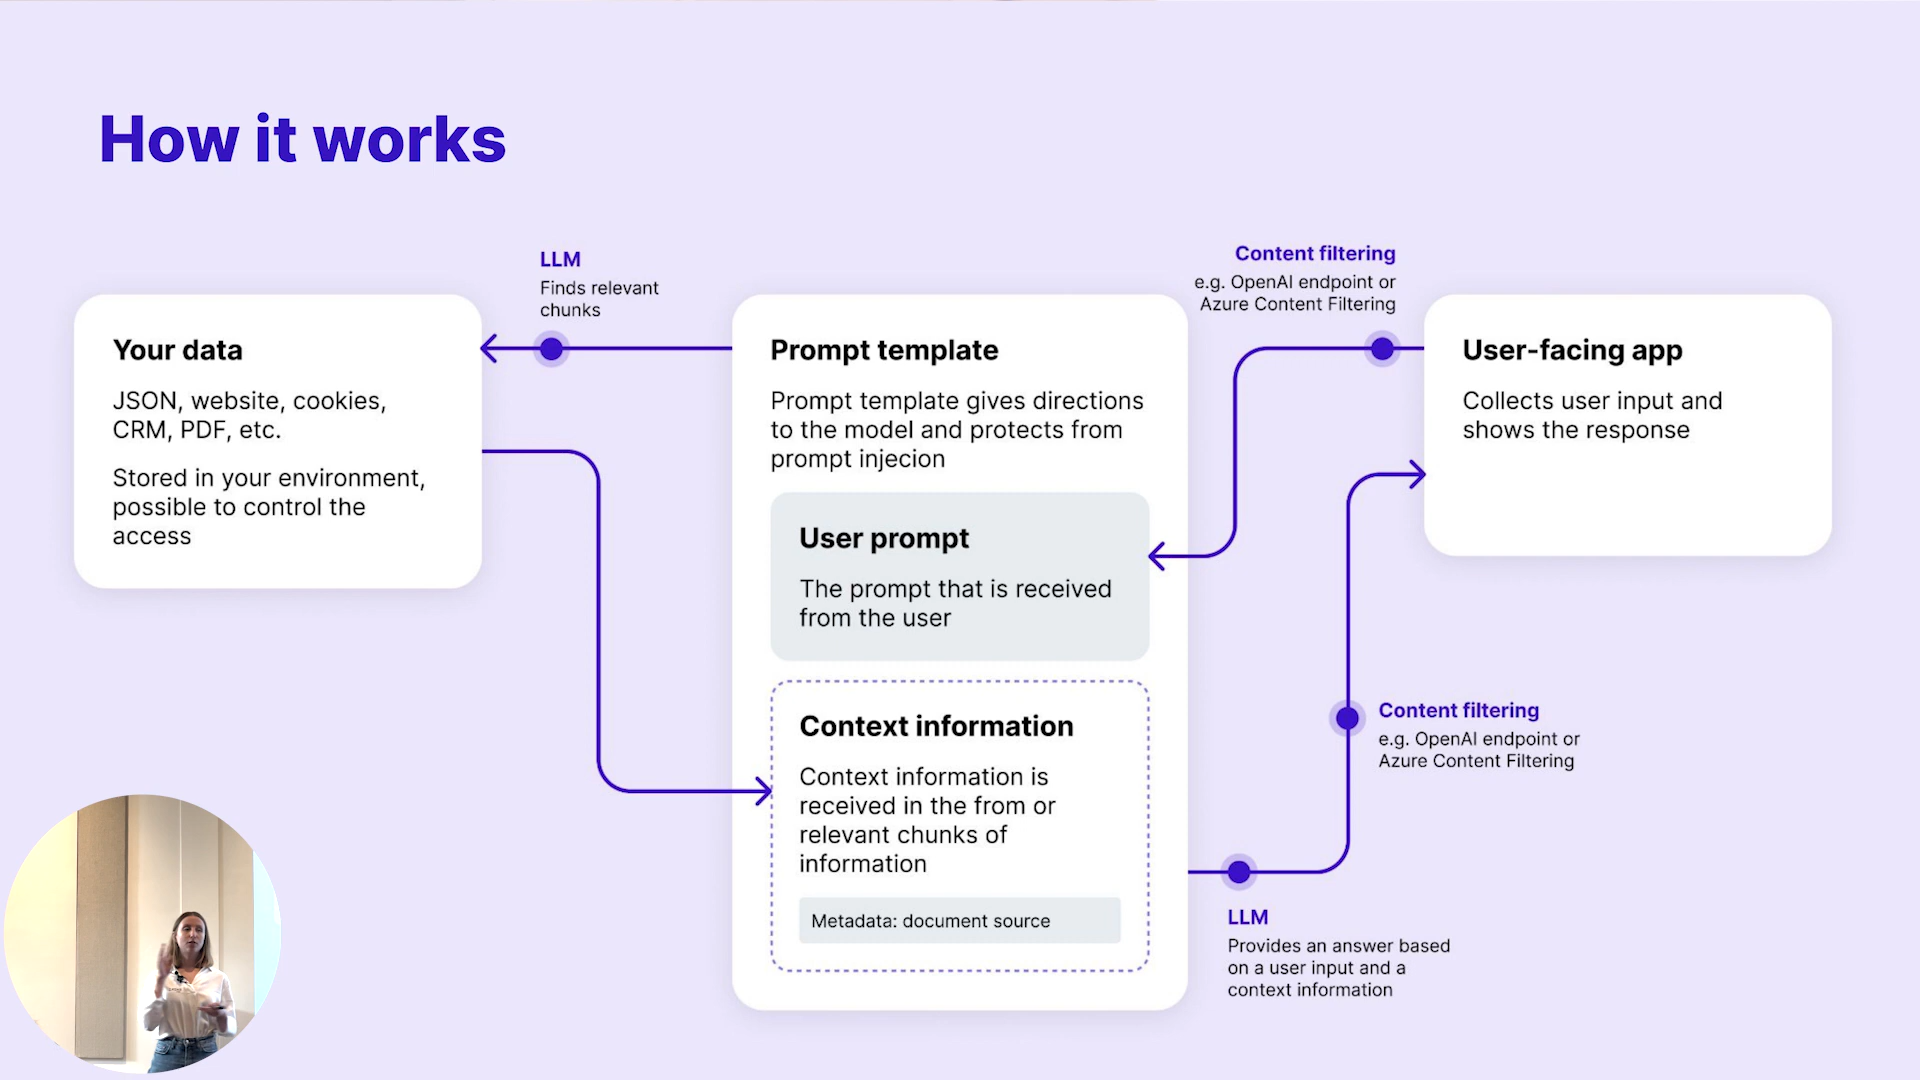 How it works
LLM
Finds relevant
chunks
Content filtering
e.g. OpenAI endpoint or
Azure Content Filtering
Your data
JSON, website, cookies,
CRM, PDF, etc.
Stored in your environment,
possible to control the
access
Prompt template
Prompt template gives directions
to the model and protects from
prompt injecion
User prompt
The prompt that is received
from the user
Context information
Context information is
received in the from or
relevant chunks of
information
Metadata: document source
User-facing app
Collects user input and
shows the response
Content filtering
e.g. OpenAI endpoint or
Azure Content Filtering
LLM
Provides an answer based
on a user input and a
context information